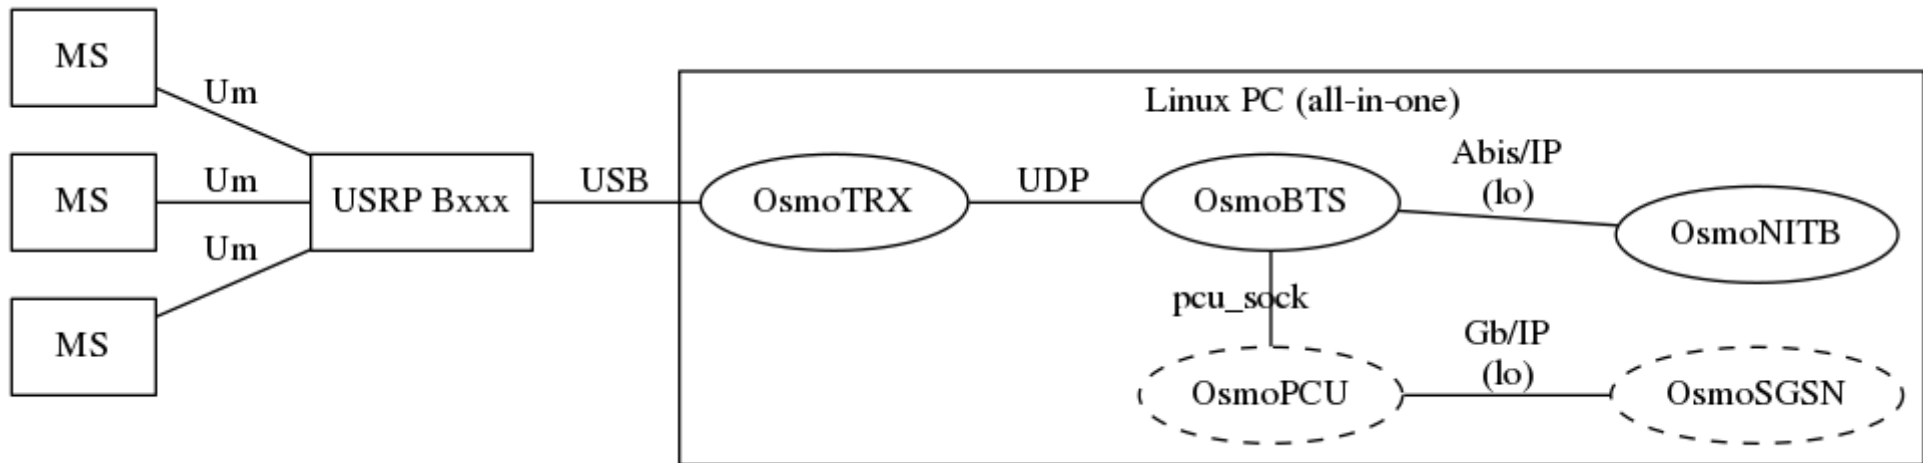 MS
Um
Linux PC (all-in-one)
MS
Um
USRP Bxxx
USB
OsmoTRX
UDP
OsmoBTS
Abis/IP
(lo)
OsmoNITB
Um
MS
pcu_sock
Gb/IP
(lo)
OsmoPCU
OsmoSGSN